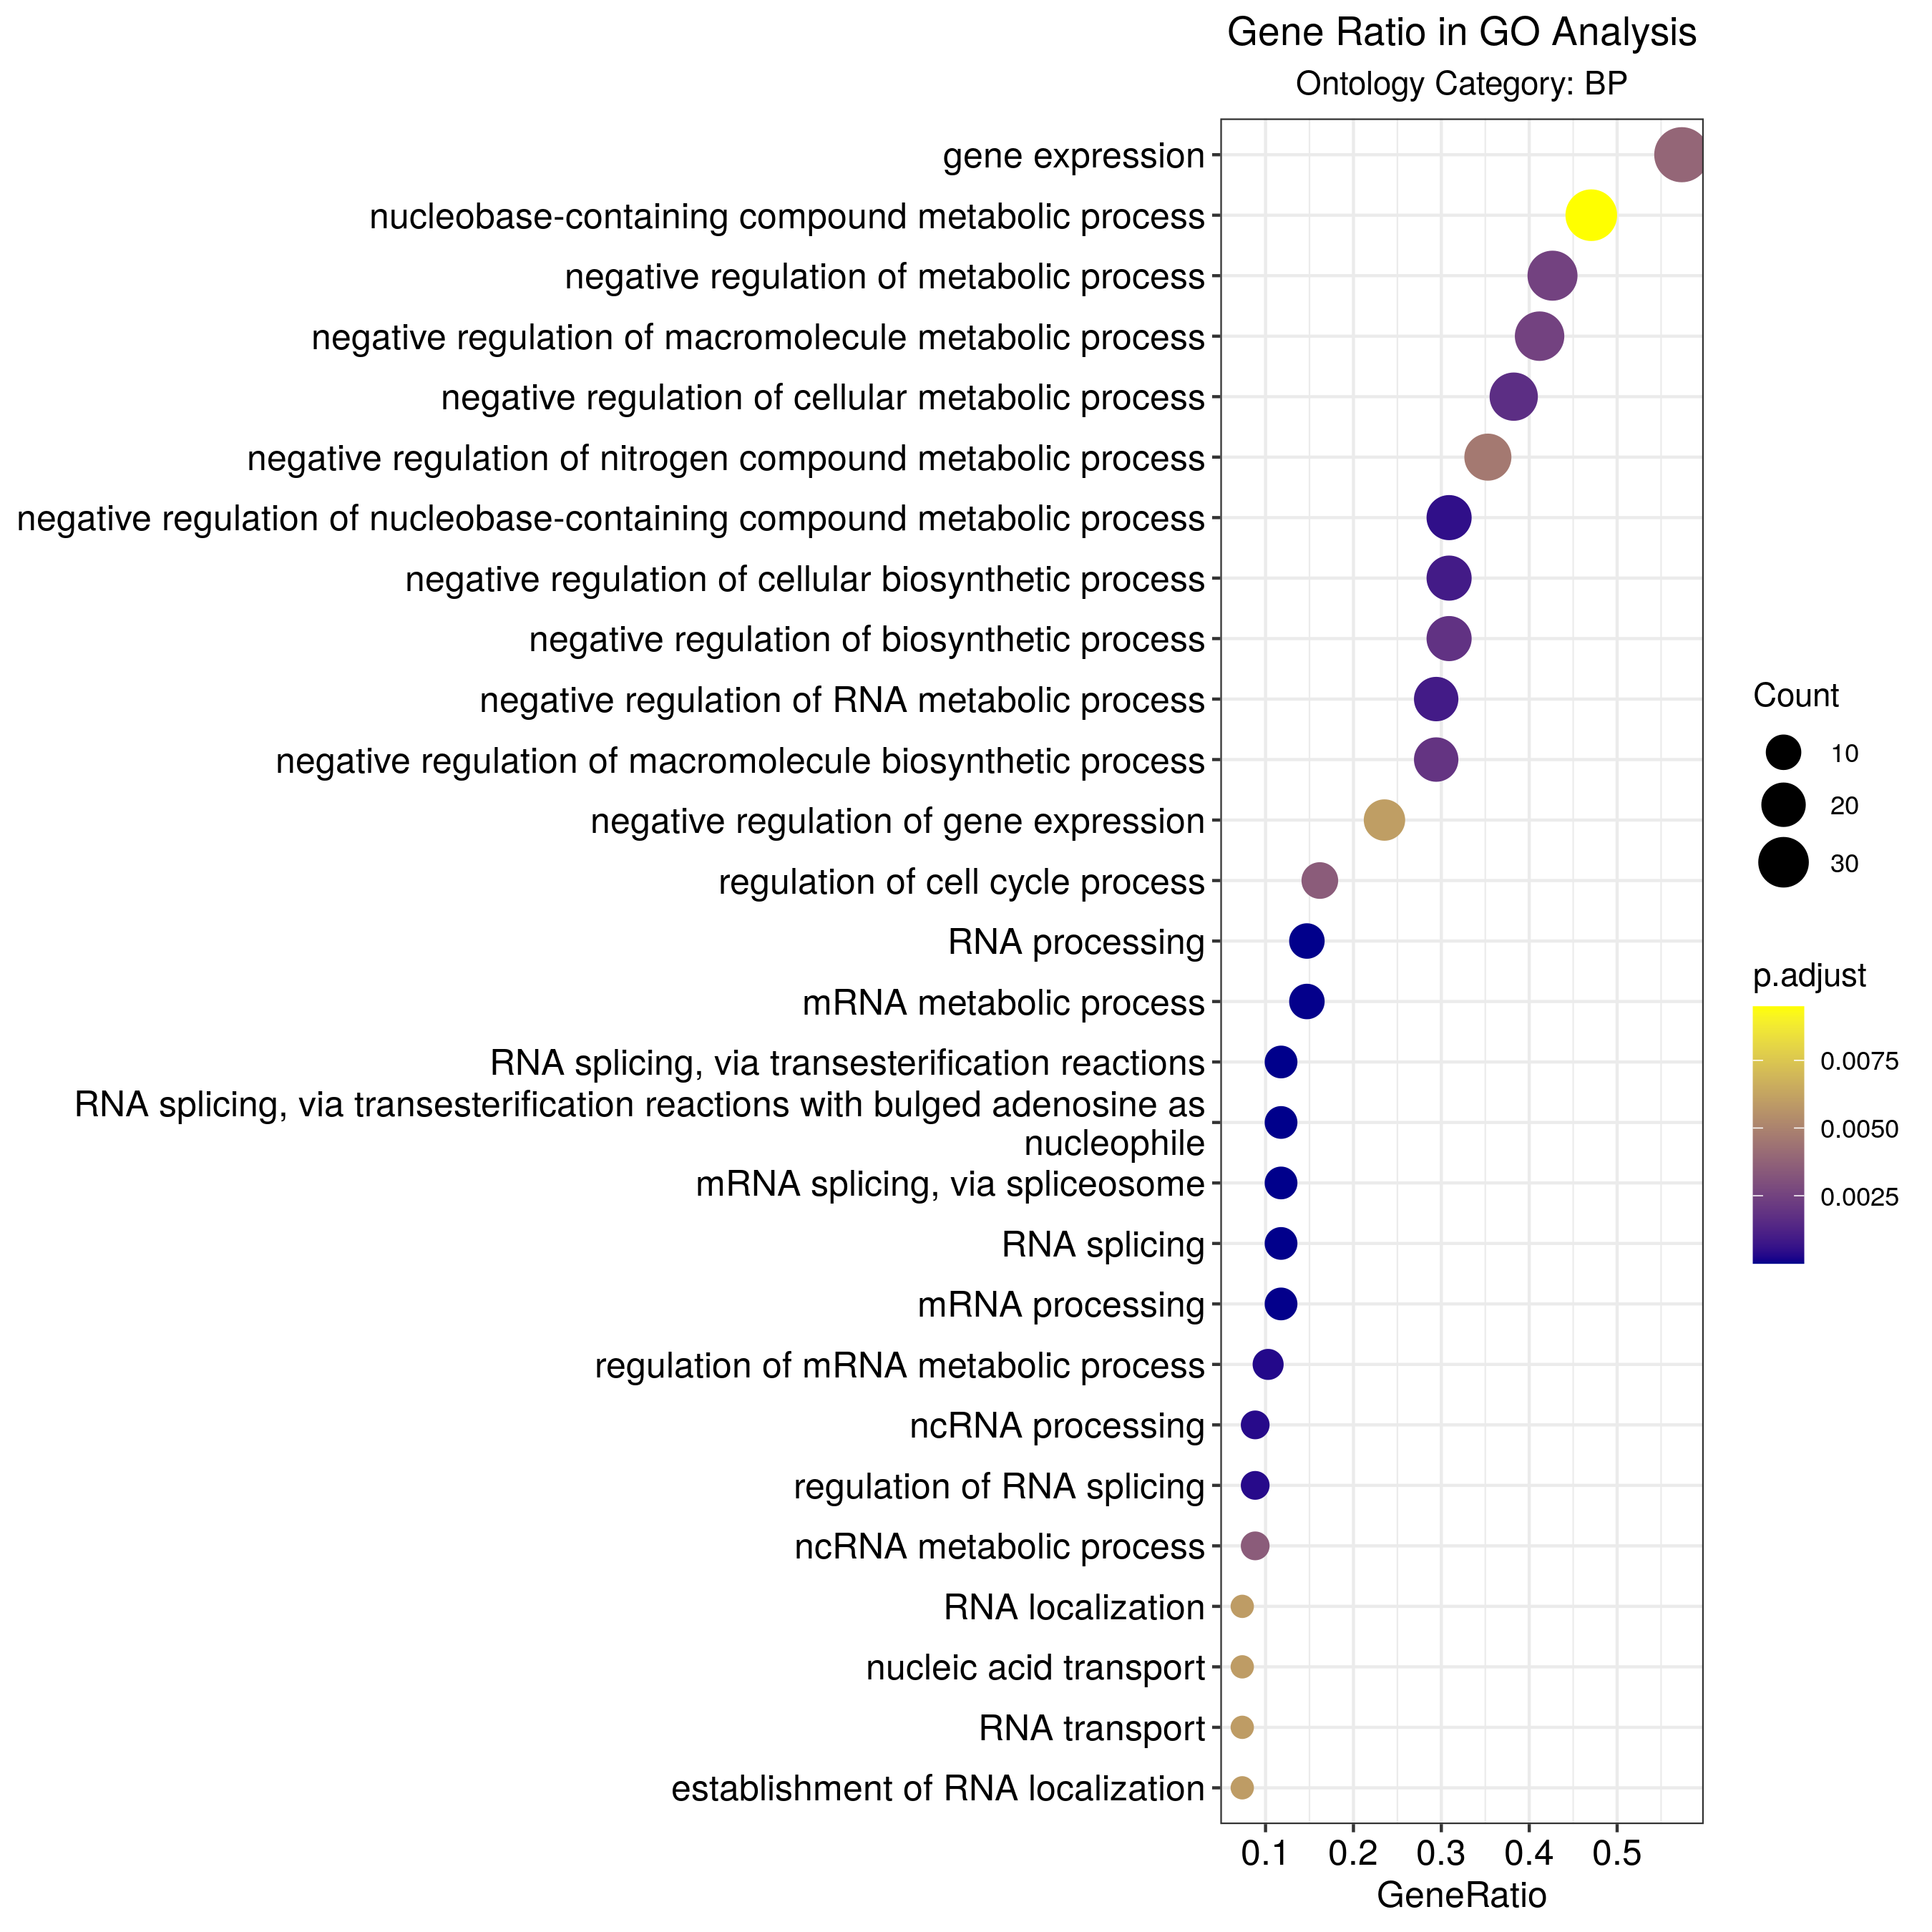 Gene Ratio in GO Analysis
Ontology Category: BP
gene expression
nucleobase-containing compound metabolic process
negative regulation of metabolic process
negative regulation of macromolecule metabolic process
negative regulation of cellular metabolic process
negative regulation of nitrogen compound metabolic process
negative regulation of nucleobase-containing compound metabolic process
negative regulation of cellular biosynthetic process
negative regulation of biosynthetic process
negative regulation of RNA metabolic process
negative regulation of macromolecule biosynthetic process
negative regulation of gene expression
regulation of cell cycle process
RNA processing
mRNA metabolic process
RNA splicing, via transesterification reactions
RNA splicing, via transesterification reactions with bulged adenosine as
nucleophile
mRNA splicing, via spliceosome
RNA splicing
mRNA processing
regulation of mRNA metabolic process
ncRNA processing
regulation of RNA splicing
ncRNA metabolic process
RNA localization
nucleic acid transport
RNA transport
establishment of RNA localization
0.1 0.2 0.3 0.4 0.5
GeneRatio
Count
10
20
30
p.adjust
0.0075
0.0050
0.0025